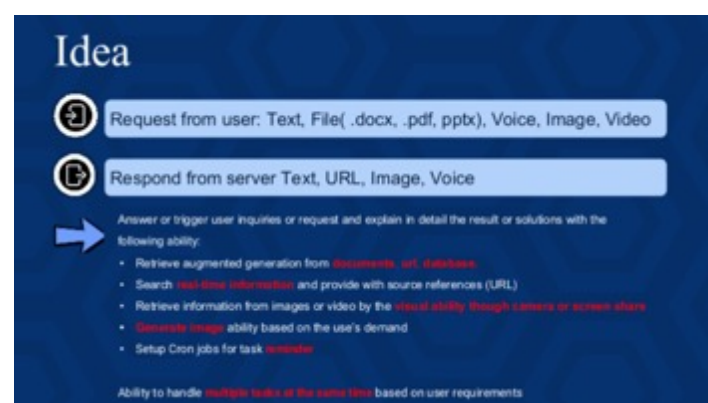 Idea
Request from user: Text, File( .docx, .pdf, pptx), Voice, Image, Video
Respond from server Text, URL, Image, Voice
Answer or trigger user inquiries or request and explain in detail the result or solutions with the
following ability:
• Retrieve augmented generation from documents, url, database.
• Search real-time information and provide with source references (URL)
• Retrieve information from images or video by the visual ability though camera or screen share
• Generate image ability based on the use's demand
• Setup Cron jobs for task reminder
Ability to handle multiple tasks at the same time based on user requirements